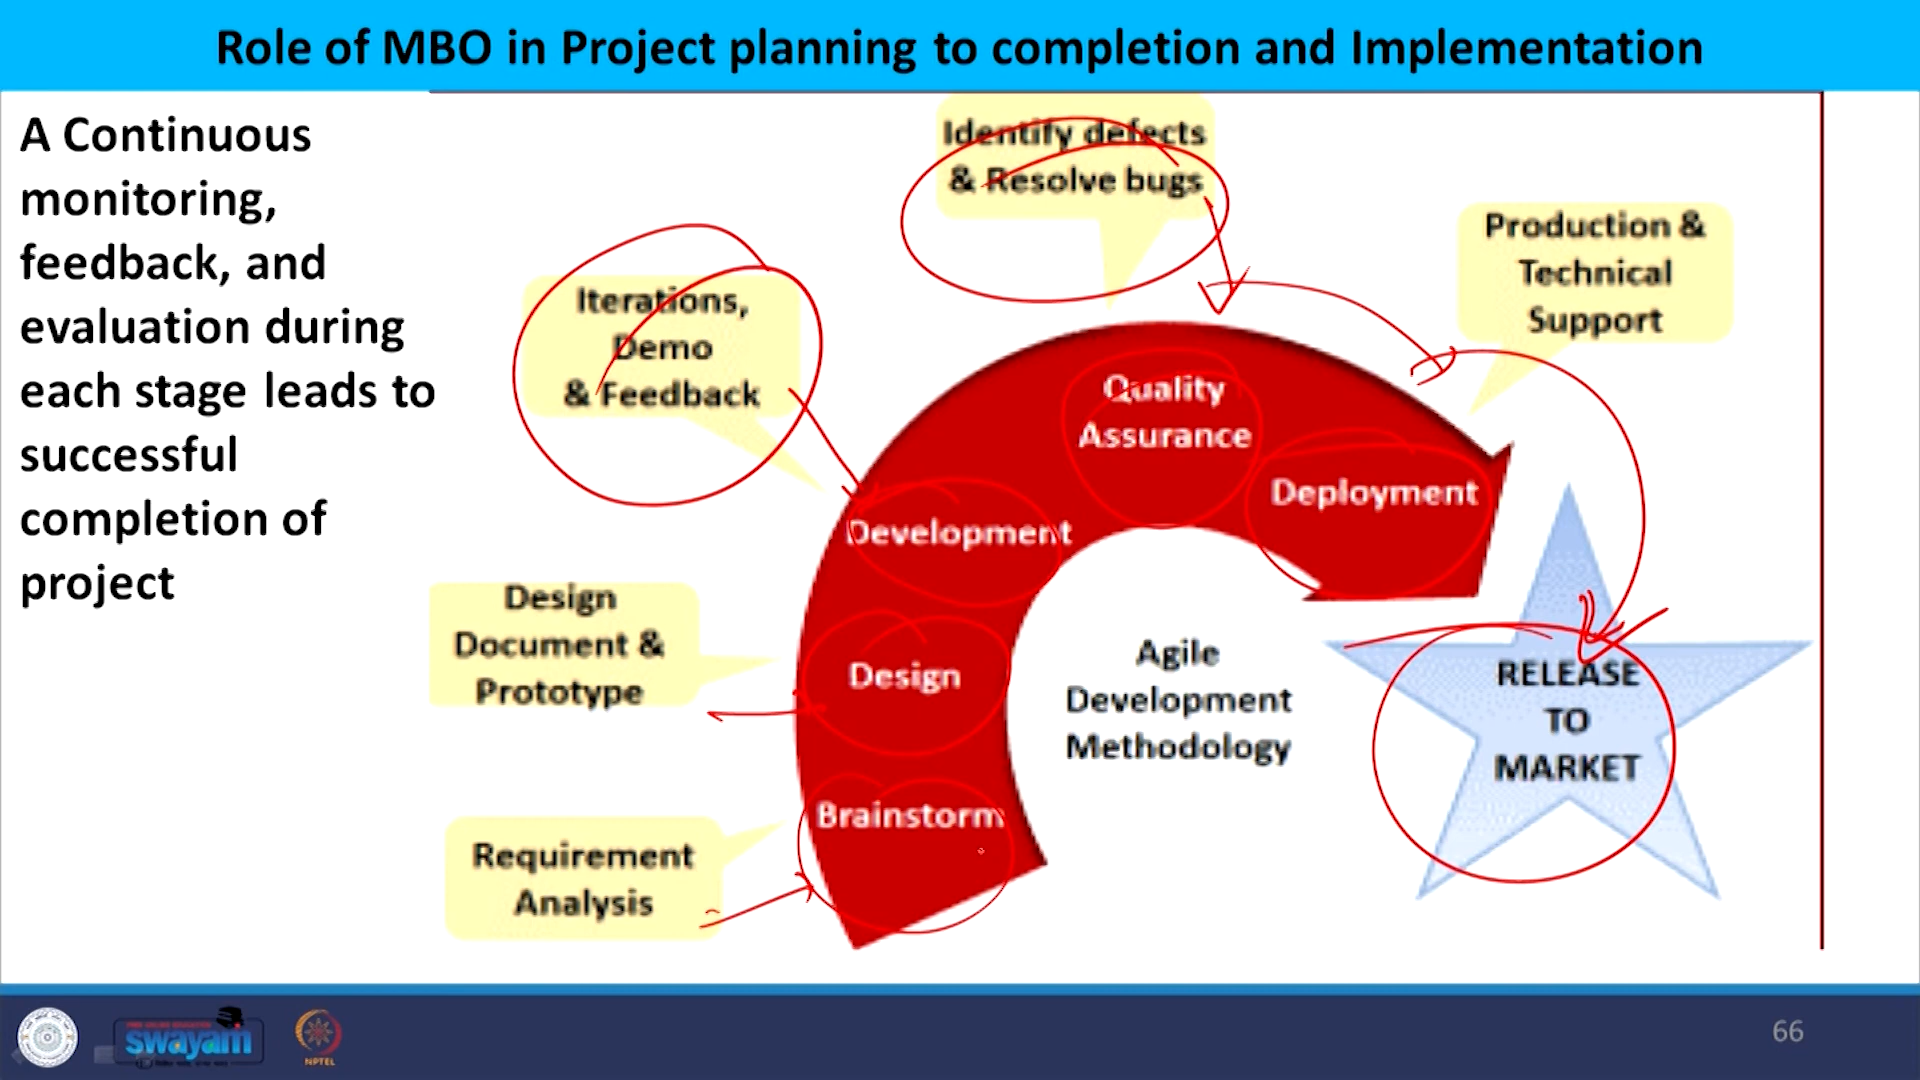 Role of MBO in Project planning to completion and Implementation
A Continuous
monitoring,
feedback, and
evaluation during
each stage leads to
successful
completion of
project
Identify defects
& Resolve bugs
Production &
Technical
Support
Iterations,
Demo
& Feedback
Quality
Assurance
Deployment
Development
Design
Document &
Prototype
Design
Agile
Development
Methodology
RELEASE
TO
MARKET
Brainstorm
Requirement
Analysis
swayam
NPTEL
66